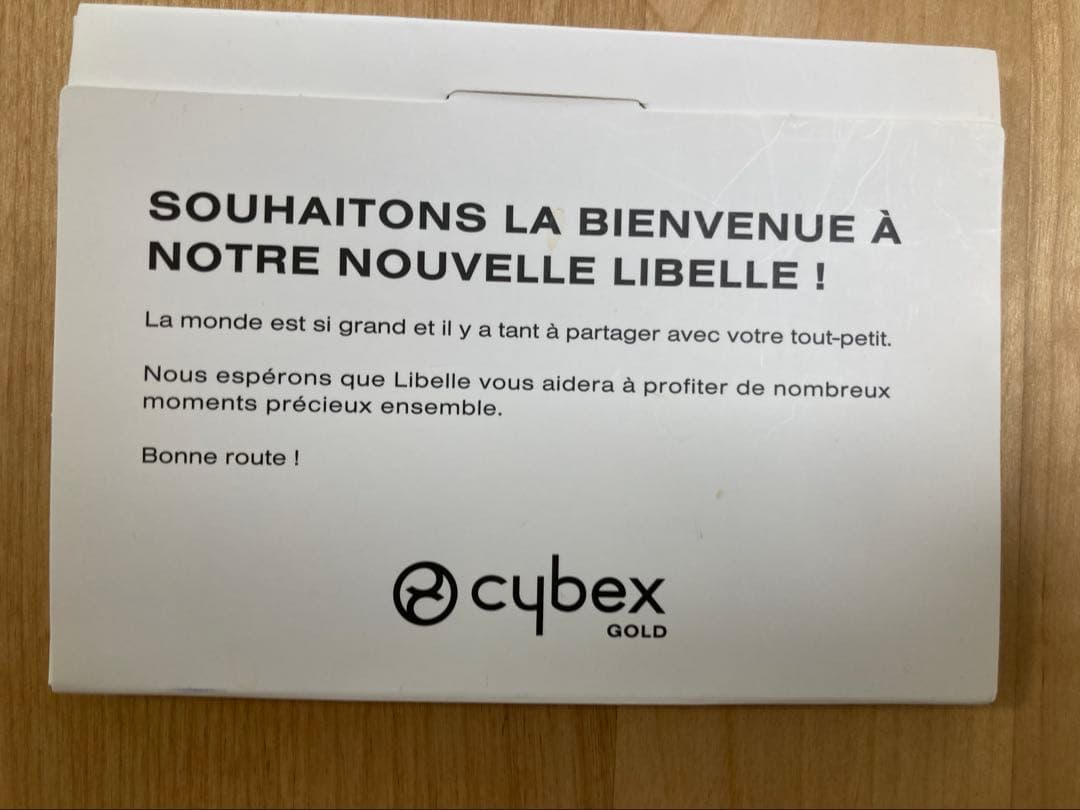 SOUHAITONS LA BIENVENUE À
NOTRE NOUVELLE LIBELLE !
La monde est si grand et il y a tant à partager avec votre tout-petit.
Nous espérons que Libelle vous aidera à profiter de nombreux
moments précieux ensemble.
Bonne route !
cybex
GOLD